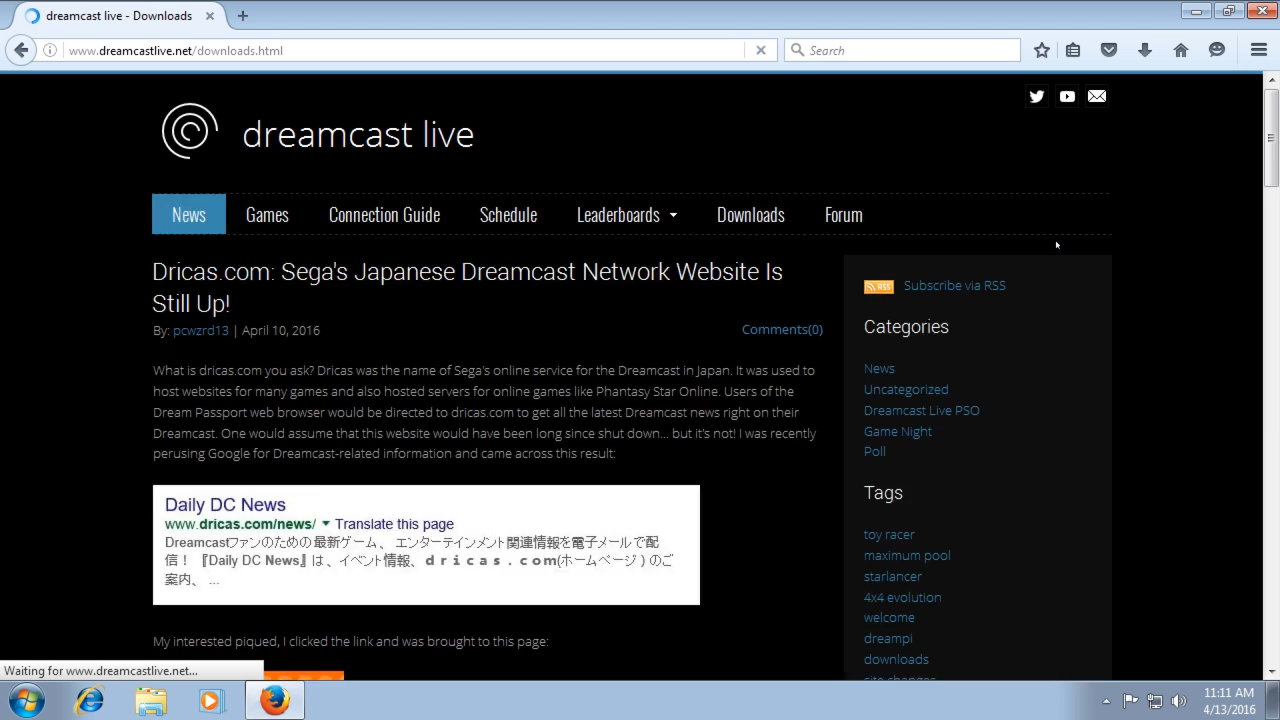 dreamcast live - Downloads
www.dreamcastlive.net/downloads.html
Search
dreamcast live
News Games Connection Guide Schedule Leaderboards Downloads Forum
Dricas.com: Sega's Japanese Dreamcast Network Website Is
Still Up!
By: pcwzrd13 | April 10, 2016
Comments(0)
What is dricas.com you ask? Dricas was the name of Sega's online service for the Dreamcast in Japan. It was used to
host websites for many games and also hosted servers for online games like Phantasy Star Online. Users of the
Dream Passport web browser would be directed to dricas.com to get all the latest Dreamcast news right on their
Dreamcast. One would assume that this website would have been long since shut down... but it's not! I was recently
perusing Google for Dreamcast-related information and came across this result:
Daily DC News
www.dricas.com/news/ Translate this page
Dreamcastファンのための最新ゲーム、 エンターテインメント関連情報を電子メールで配
信！ 『Daily DC News』は、イベント情報、ｄｒｉｃａｓ．ｃｏｍ(ホームページ ) のご
案内、 ...
My interested piqued, I clicked the link and was brought to this page:
RSS Subscribe via RSS
Categories
News
Uncategorized
Dreamcast Live PSO
Game Night
Poll
Tags
toy racer
maximum pool
starlancer
4x4 evolution
welcome
dreampi
downloads
site changes
Waiting for www.dreamcastlive.net...
11:11 AM
4/13/2016